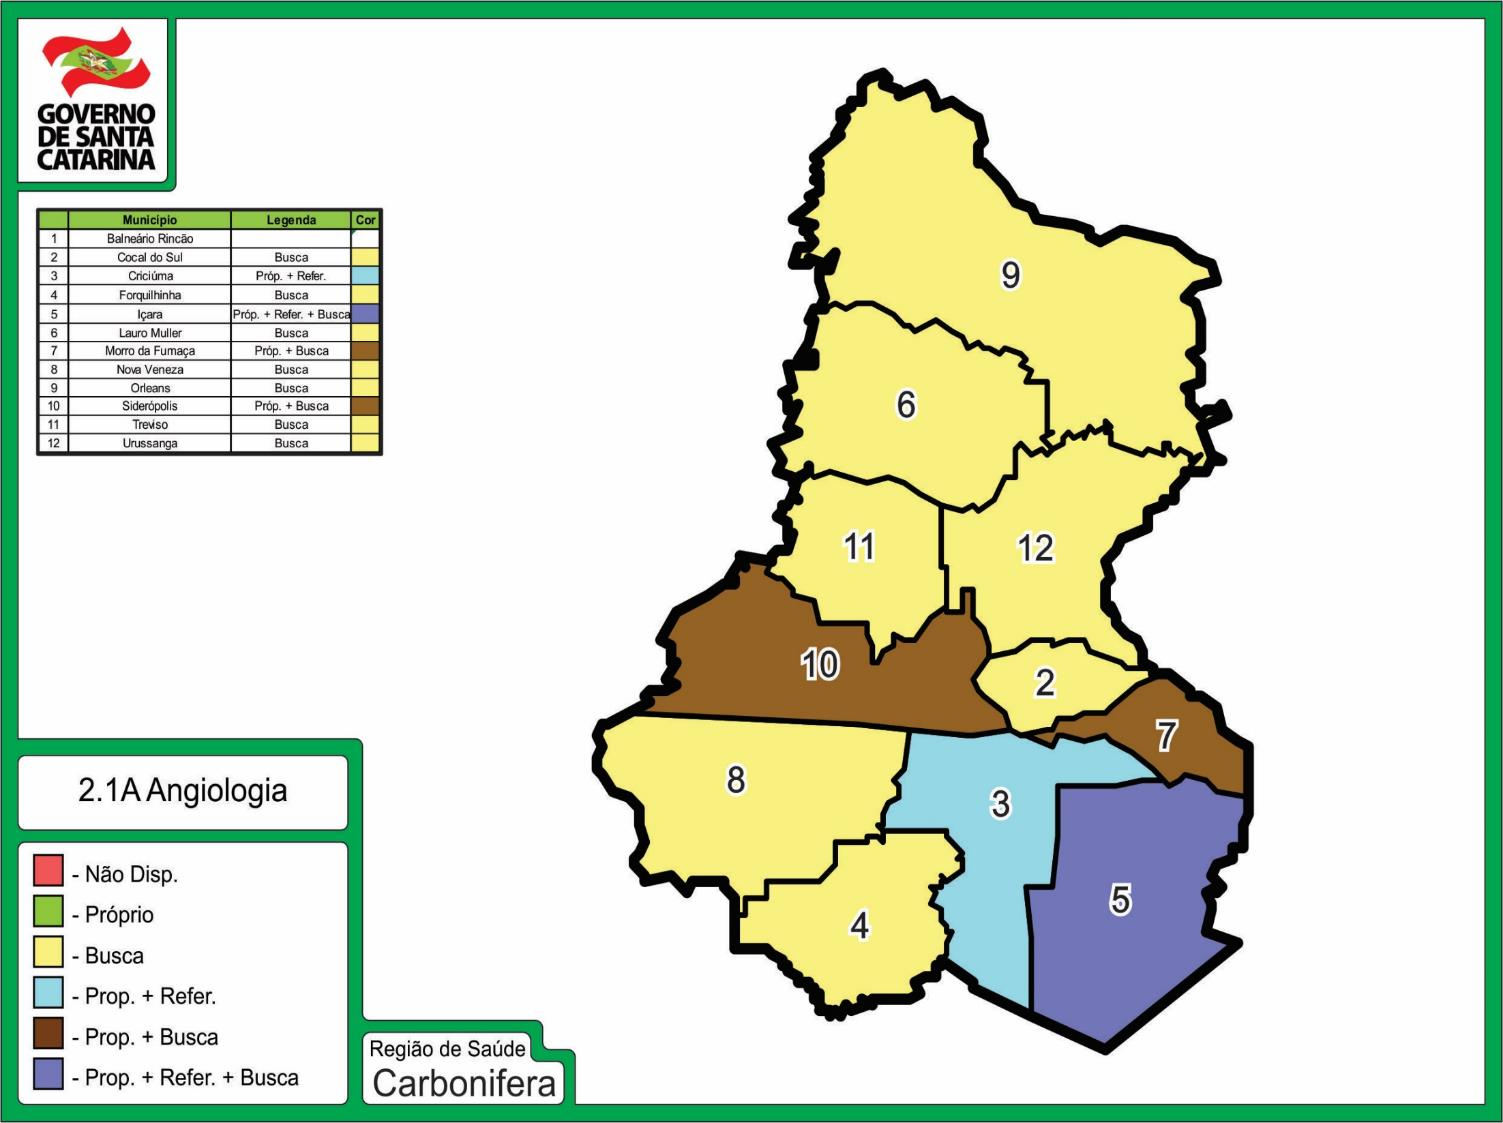 GOVERNO
DE SANTA
CATARINA
Município Legenda Cor
1 Balneário Rincão
2 Cocal do Sul Busca
3 Criciúma Próp. + Refer.
4 Forquilhinha Busca
5 Içara Próp. + Refer. + Busca
6 Lauro Muller Busca
7 Morro da Fumaça Próp. + Busca
8 Nova Veneza Busca
9 Orleans Busca
10 Siderópolis Próp. + Busca
11 Treviso Busca
12 Urussanga Busca
9
6
11
12
10
2
7
8
3
5
4
2.1A Angiologia
- Não Disp.
- Próprio
- Busca
- Prop. + Refer.
- Prop. + Busca
- Prop. + Refer. + Busca
Região de Saúde
Carbonifera